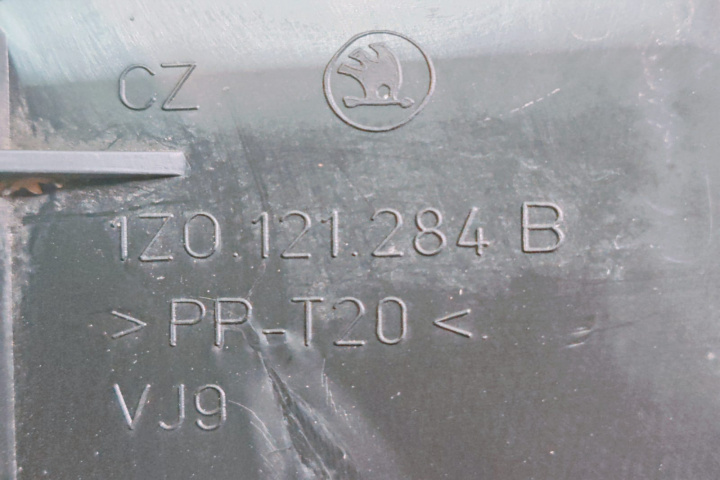 CZ
1Z0.121.284 B
>PP-T20<
VJ9